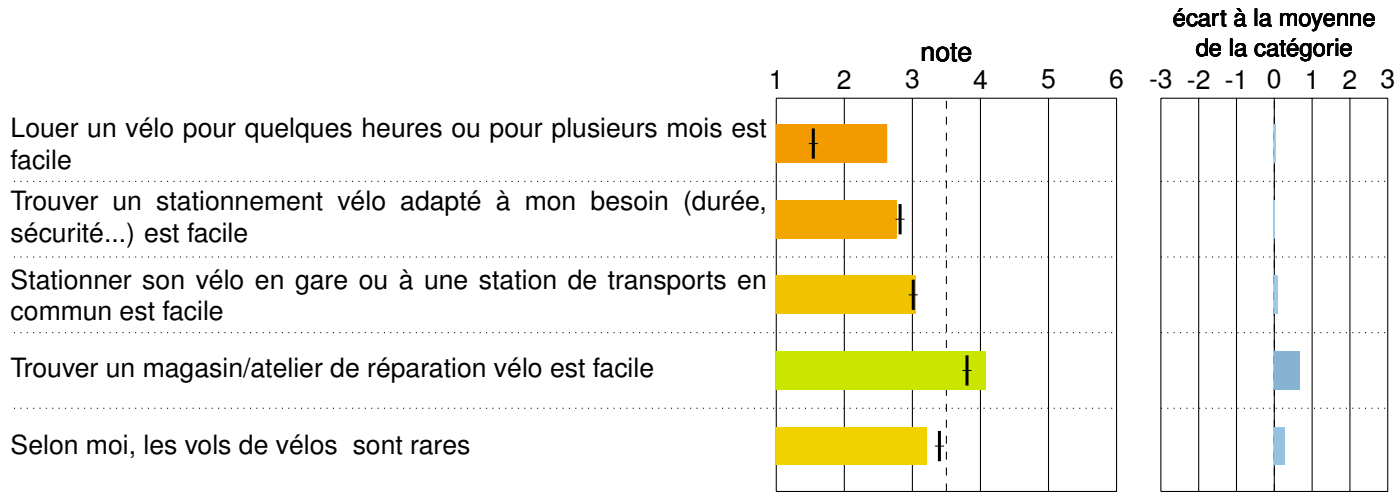 écart à la moyenne
note de la catégorie
1 2 3 4 5 6 -3 -2 -1 0 1 2 3
Louer un vélo pour quelques heures ou pour plusieurs mois est
facile
Trouver un stationnement vélo adapté à mon besoin (durée,
sécurité...) est facile
Stationner son vélo en gare ou à une station de transports en
commun est facile
Trouver un magasin/atelier de réparation vélo est facile
Selon moi, les vols de vélos sont rares